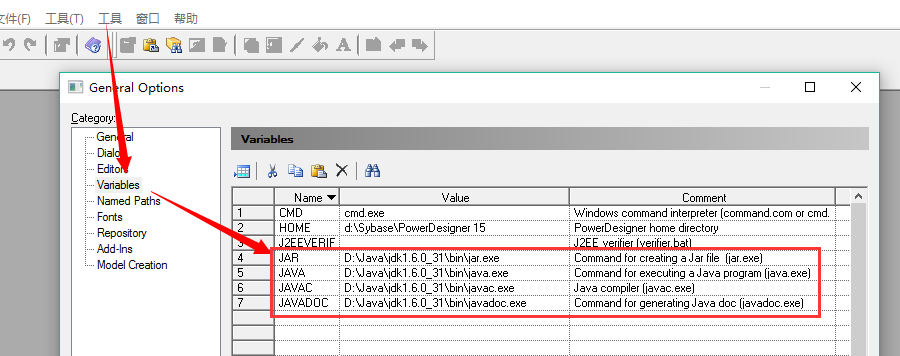 文件(F) 工具(T) 工具 窗口 帮助
General Options
Category:
General
Dialog
Editors
Variables
Named Paths
Fonts
Repository
Add-Ins
Model Creation
Variables
Name Value Comment
1 CMD cmd.exe Windows command interpreter (command.com or cmd.
2 HOME d:\Sybase\PowerDesigner 15 PowerDesigner home directory
3 J2EEVERIF J2EE verifier (verifier.bat)
4 JAR D:\Java\jdk1.6.0_31\bin\jar.exe Command for creating a Jar file (jar.exe)
5 JAVA D:\Java\jdk1.6.0_31\bin\java.exe Command for executing a Java program (java.exe)
6 JAVAC D:\Java\jdk1.6.0_31\bin\javac.exe Java compiler (javac.exe)
7 JAVADOC D:\Java\jdk1.6.0_31\bin\javadoc.exe Command for generating Java doc (javadoc.exe)